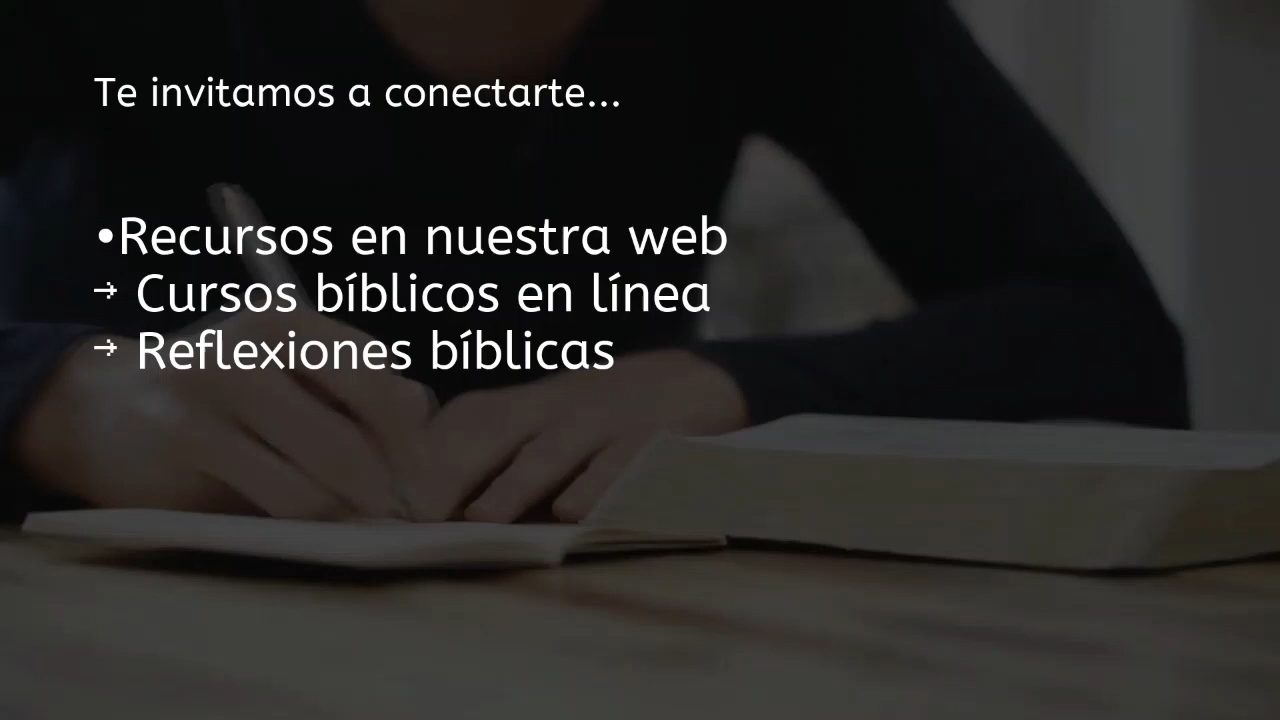 Te invitamos a conectarte...
•Recursos en nuestra web
→ Cursos bíblicos en línea
→ Reflexiones bíblicas